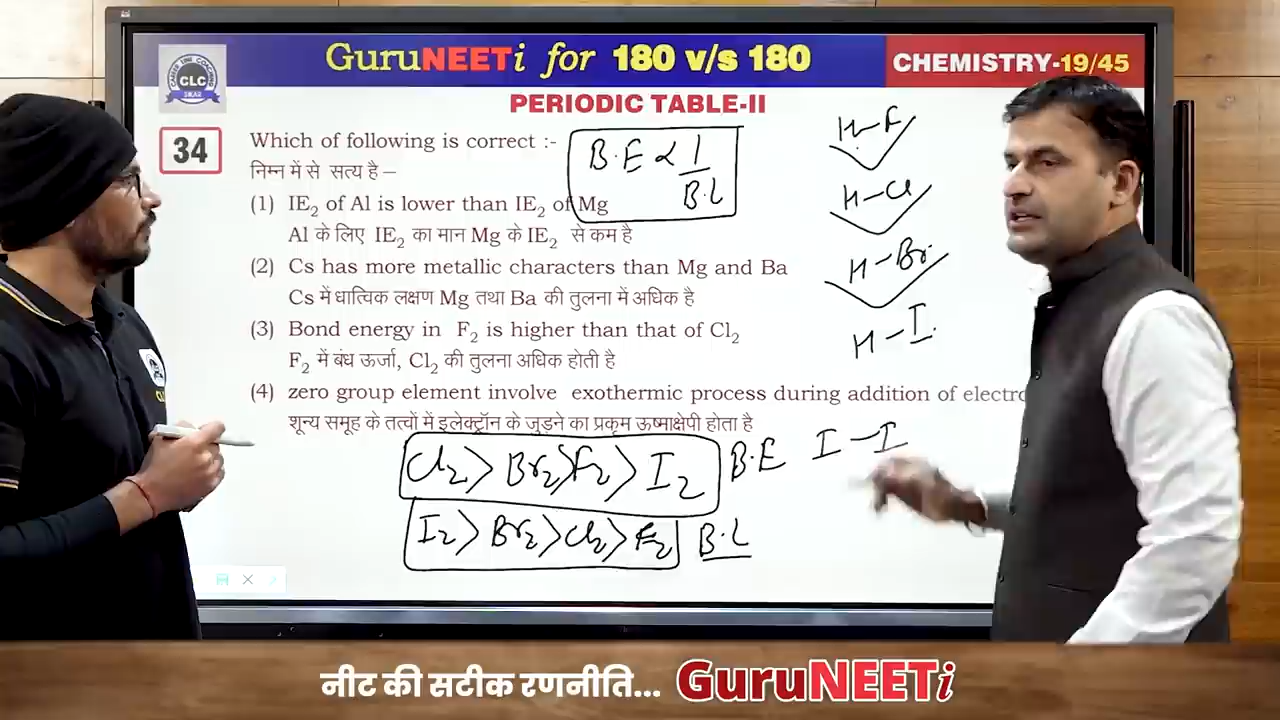 GuruNEETi for 180 v/s 180
CHEMISTRY-19/45
CLC
SIKAR
PERIODIC TABLE-II
34
Which of following is correct :-
निम्न में से सत्य है –
(1) IE₂ of Al is lower than IE₂ of Mg
Al के लिए IE₂ का मान Mg के IE₂ से कम है
(2) Cs has more metallic characters than Mg and Ba
Cs में धात्विक लक्षण Mg तथा Ba की तुलना में अधिक है
(3) Bond energy in F₂ is higher than that of Cl₂
F₂ में बंध ऊर्जा, Cl₂ की तुलना अधिक होती है
(4) zero group element involve exothermic process during addition of electro
शून्य समूह के तत्वों में इलेक्ट्रॉन के जुड़ने का प्रक्रम ऊष्माक्षेपी होता है
B.E ∝ 1/B.L
H-F
H-Cl
H-Br
H-I
Cl₂ > Br₂ > F₂ > I₂ B.E I-I
I₂ > Br₂ > Cl₂ > F₂ B.L
नीट की सटीक रणनीति... GuruNEETi